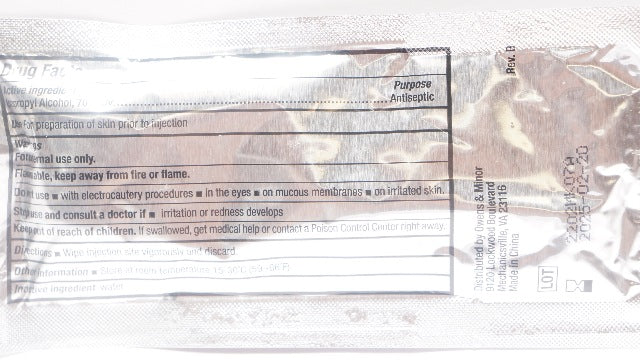 Drug Facts
Purpose
Isopropyl Alcohol, 70% Antiseptic
Use for preparation of skin prior to injection
Warnings
For external use only.
Flammable, keep away from fire or flame.
Do not use ■ with electrocautery procedures ■ in the eyes ■ on mucous membranes ■ on irritated skin.
Stop use and consult a doctor if ■ irritation or redness develops
Keep out of reach of children. If swallowed, get medical help or contact a Poison Control Center right away.
Directions ■ Wipe injection site vigorously and discard
Other information ■ Store at room temperature
Inactive ingredient water
Rev. B
Distributed by Owens & Minor
9120 Lockwood Boulevard
Mechanicsville, VA 23116
Made in China
LOT
2025-02-20